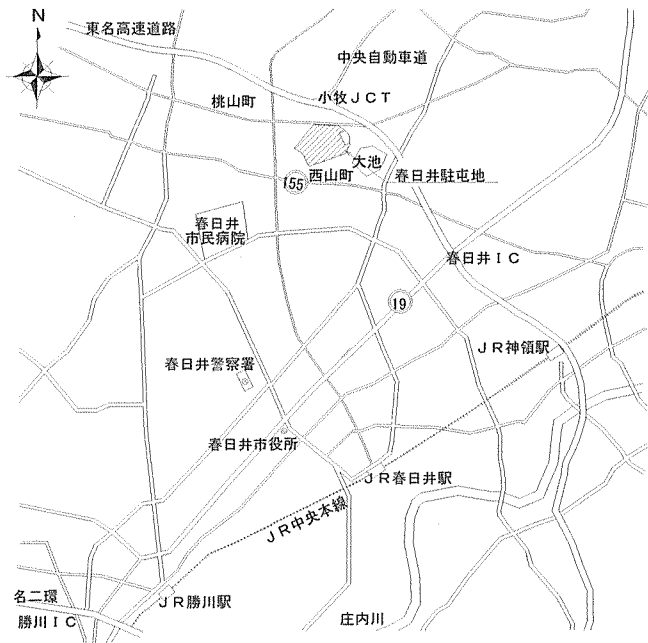 N
東名高速道路
中央自動車道
桃山町
小牧JCT
大池
西山町
春日井駐屯地
155
春日井
市民病院
春日井IC
19
JR神領駅
春日井警察署
春日井市役所
JR春日井駅
JR中央本線
名二環
勝川IC
JR勝川駅
庄内川